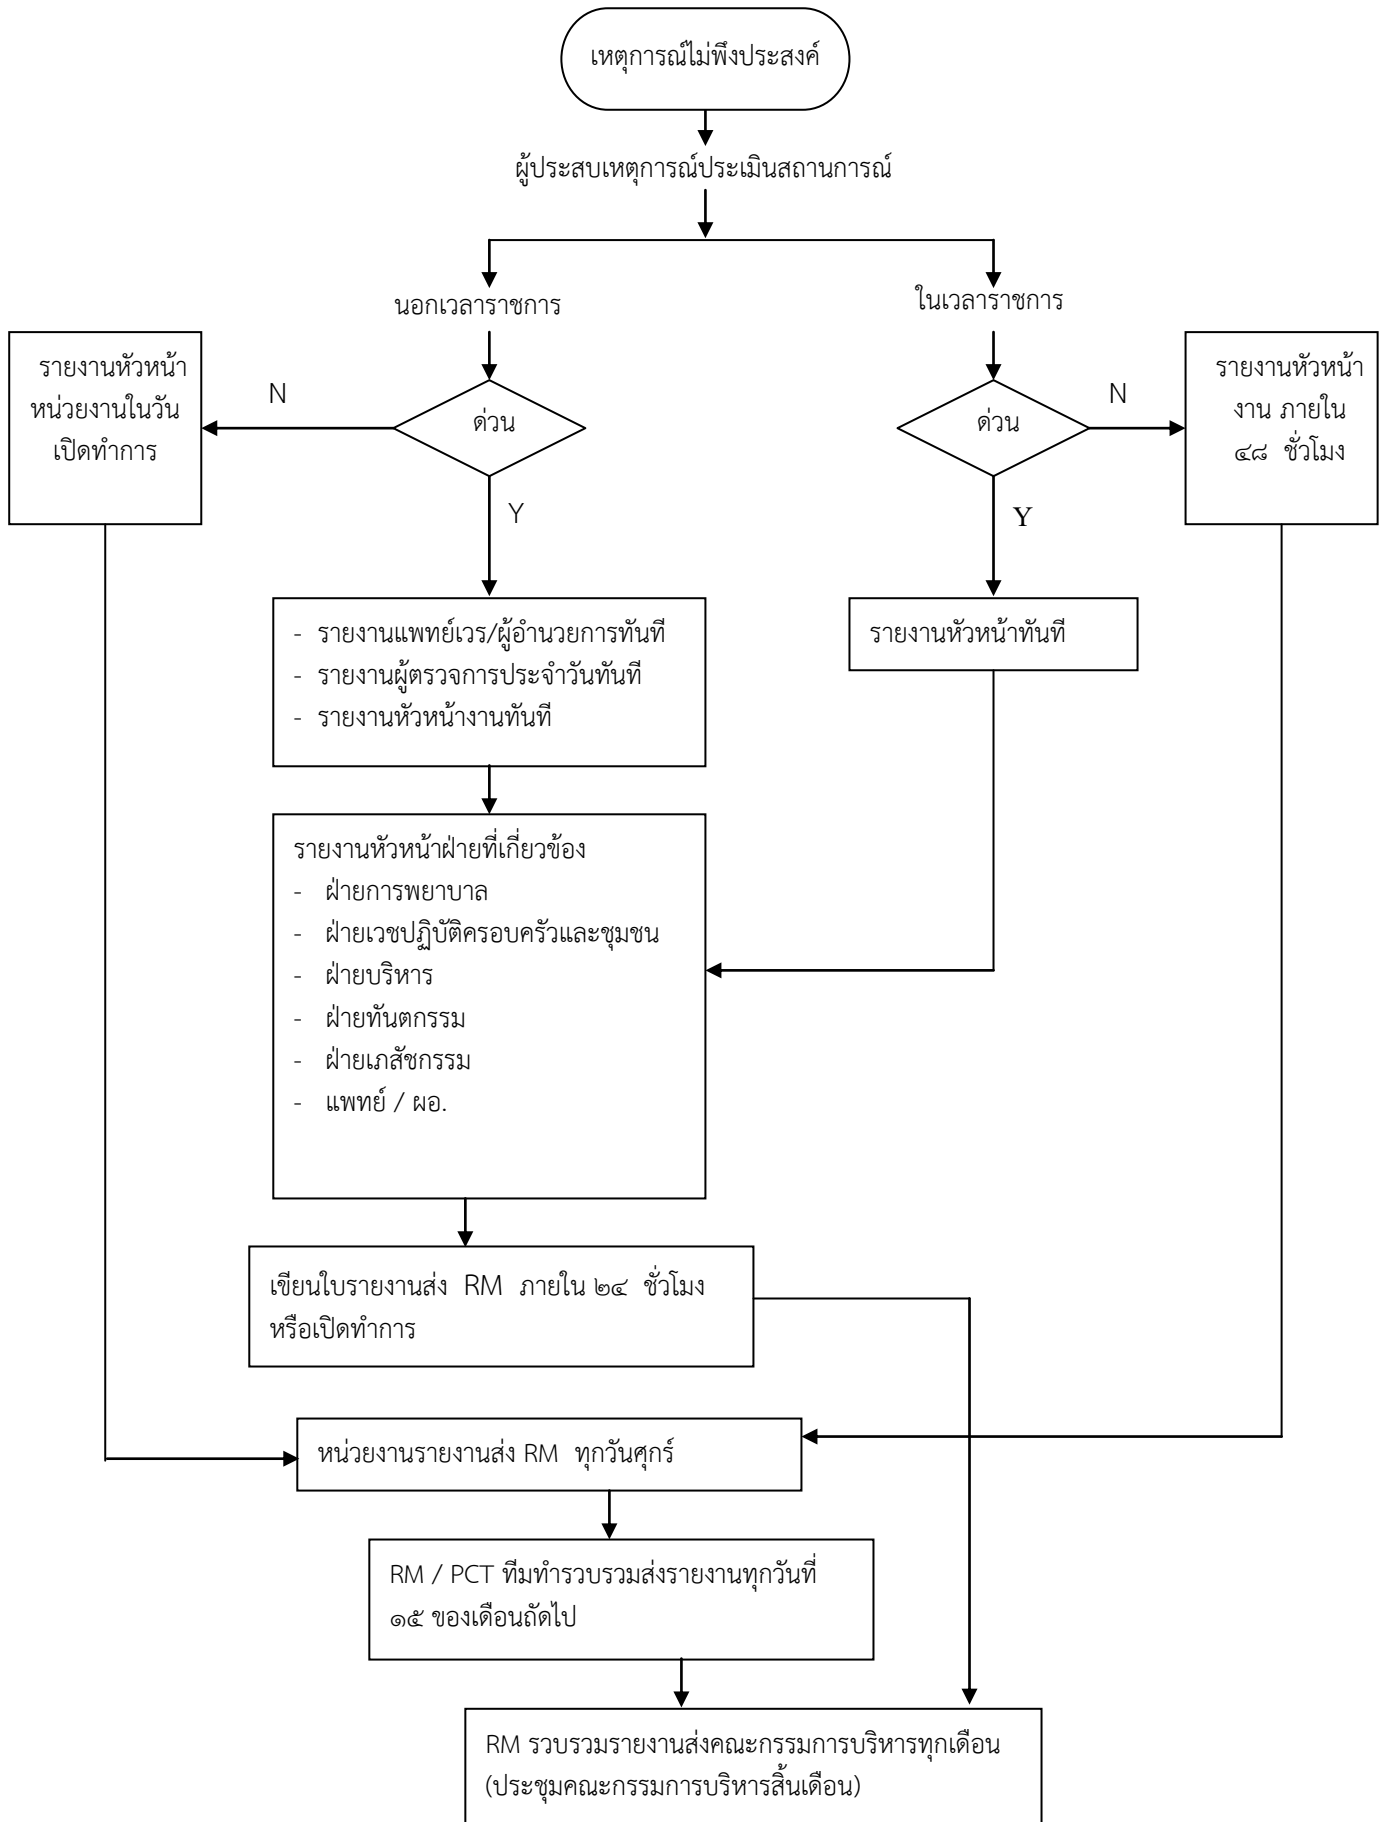 เหตุการณ์ไม่พึงประสงค์
ผู้ประสบเหตุการณ์ประเมินสถานการณ์
นอกเวลาราชการ
ในเวลาราชการ
รายงานหัวหน้า
หน่วยงานในวัน
เปิดทำการ
N
ด่วน
ด่วน
N
รายงานหัวหน้า
งาน ภายใน
๔๘ ชั่วโมง
Y
Y
- รายงานแพทย์เวร/ผู้อำนวยการทันที
- รายงานผู้ตรวจการประจำวันทันที
- รายงานหัวหน้างานทันที
รายงานหัวหน้าทันที
รายงานหัวหน้าฝ่ายที่เกี่ยวข้อง
- ฝ่ายการพยาบาล
- ฝ่ายเวชปฏิบัติครอบครัวและชุมชน
- ฝ่ายบริหาร
- ฝ่ายทันตกรรม
- ฝ่ายเภสัชกรรม
- แพทย์ / ผอ.
เขียนใบรายงานส่ง RM ภายใน ๒๔ ชั่วโมง
หรือเปิดทำการ
หน่วยงานรายงานส่ง RM ทุกวันศุกร์
RM / PCT ทีมทำรวบรวมส่งรายงานทุกวันที่
๑๕ ของเดือนถัดไป
RM รวบรวมรายงานส่งคณะกรรมการบริหารทุกเดือน
(ประชุมคณะกรรมการบริหารสิ้นเดือน)